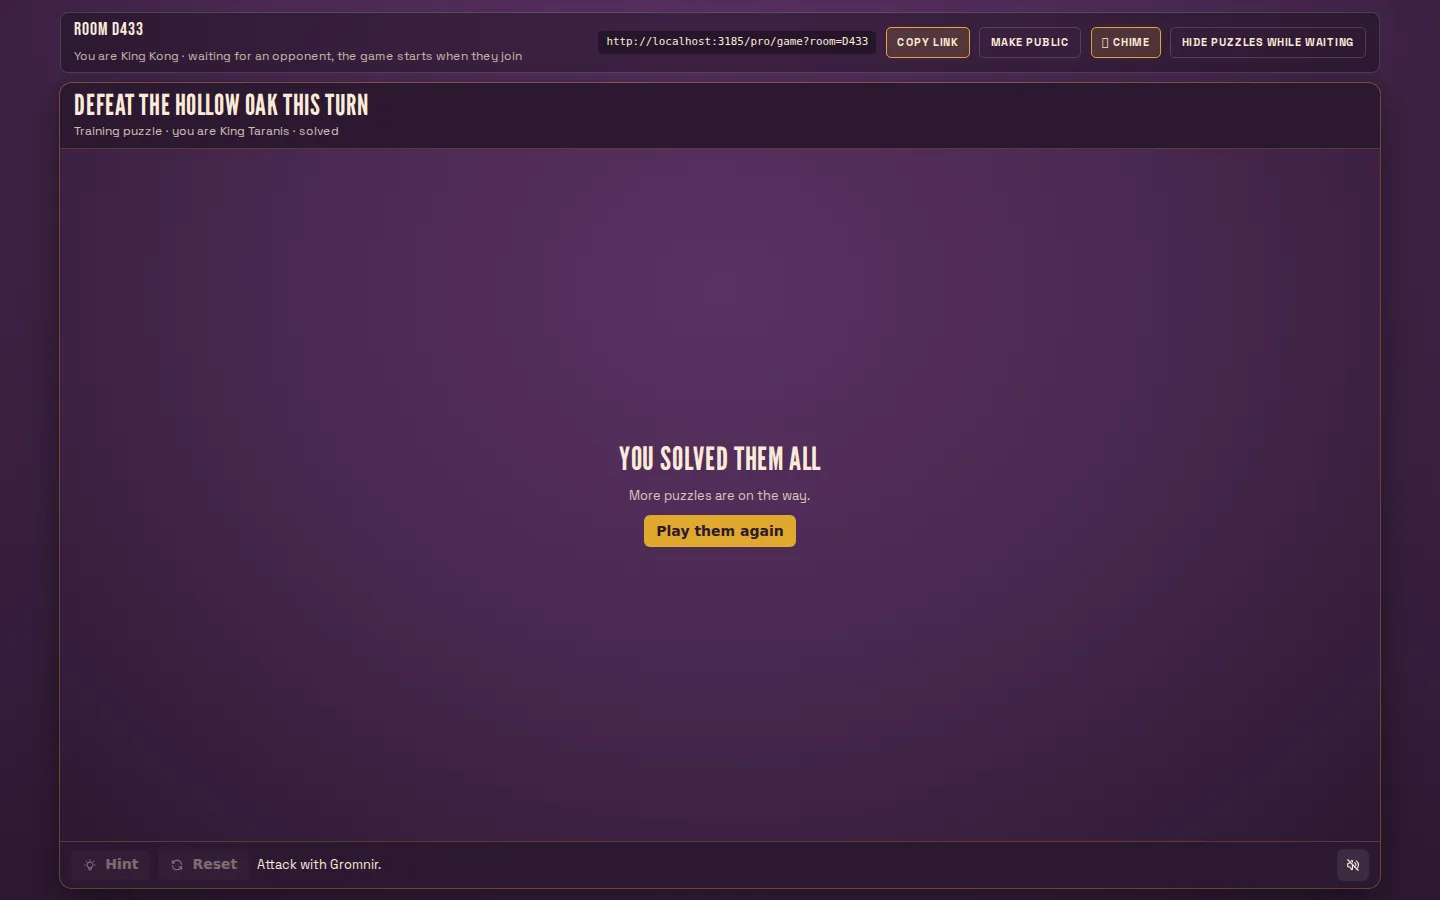 ROOM D433
You are King Kong · waiting for an opponent, the game starts when they join
http://localhost:3185/pro/game?room=D433
COPY LINK
MAKE PUBLIC
CHIME
HIDE PUZZLES WHILE WAITING
DEFEAT THE HOLLOW OAK THIS TURN
Training puzzle · you are King Taranis · solved
YOU SOLVED THEM ALL
More puzzles are on the way.
Play them again
Hint
Reset
Attack with Gromnir.